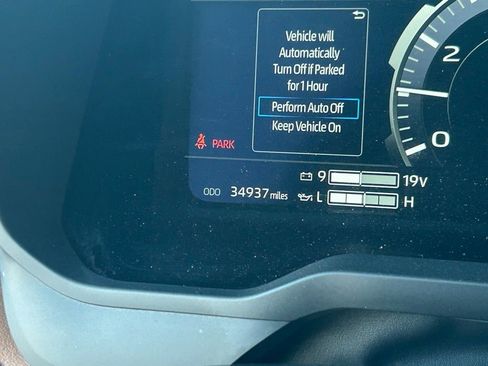 Vehicle will
Automatically
Turn Off if Parked
for 1 Hour
Perform Auto Off
Keep Vehicle On
2
0
PARK
9 19V
ODO 34937 miles
L H